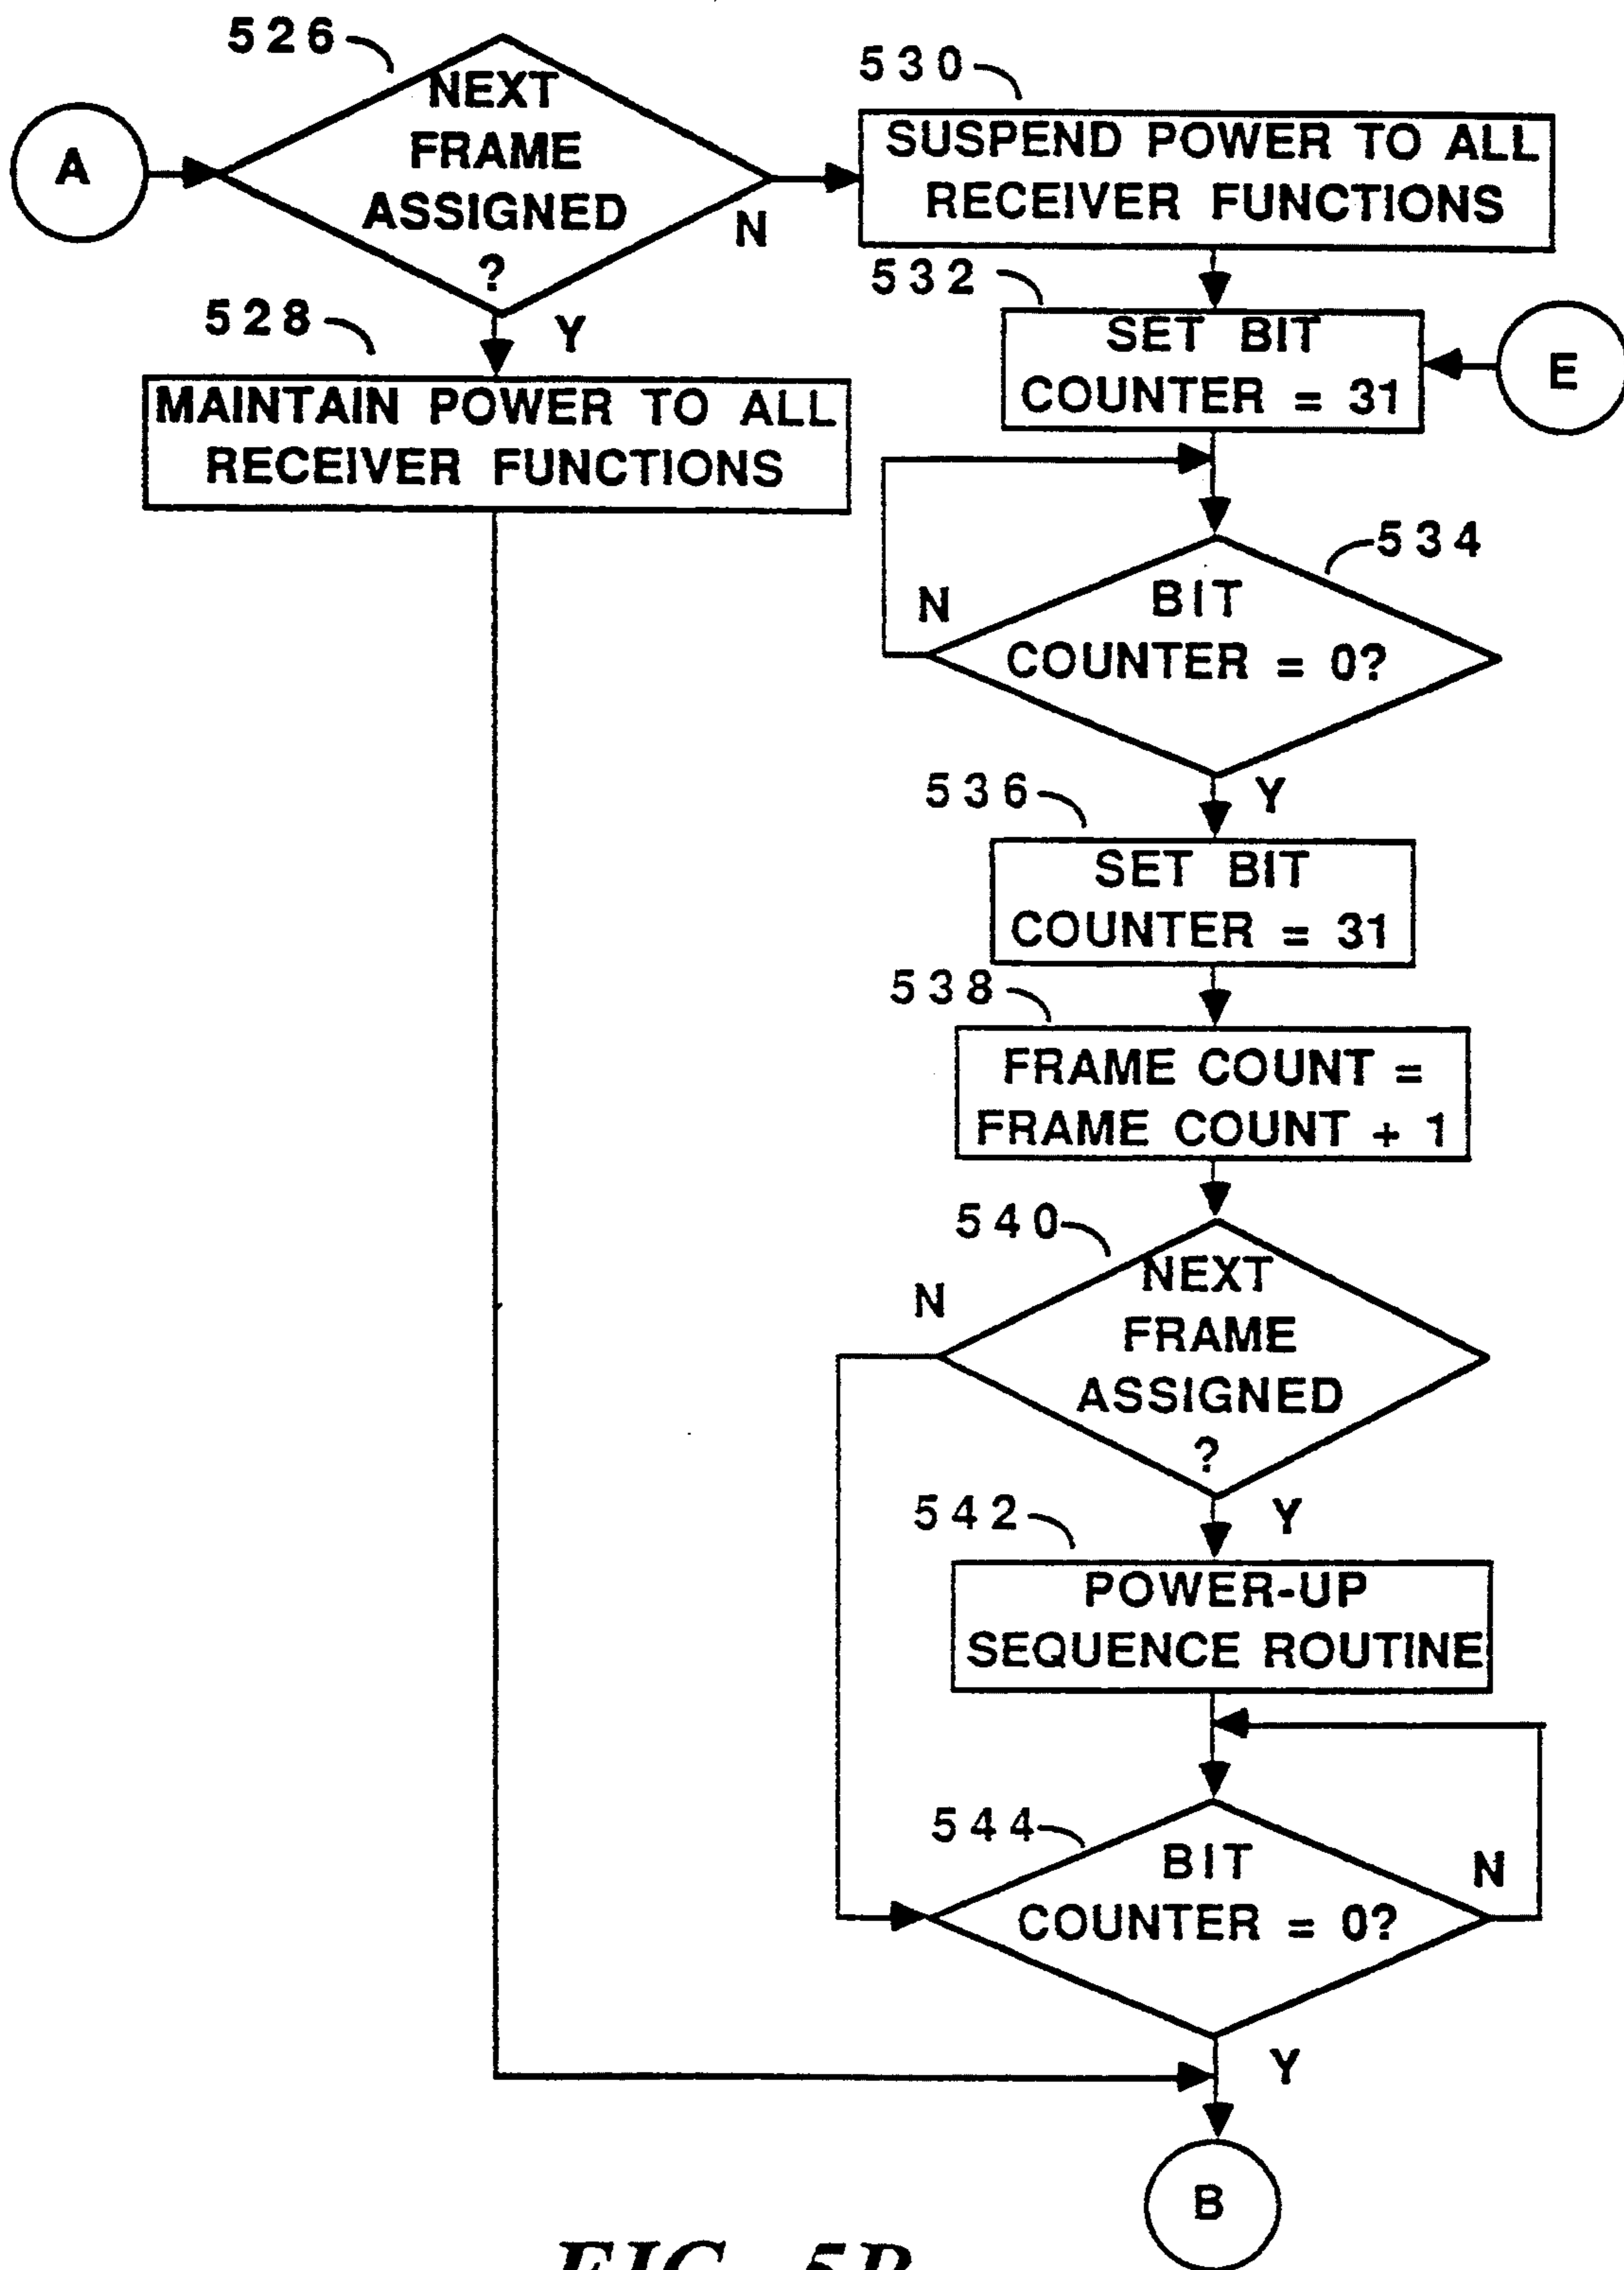 526
A
NEXT
FRAME
ASSIGNED
?
N
Y
530
SUSPEND POWER TO ALL
RECEIVER FUNCTIONS
528
MAINTAIN POWER TO ALL
RECEIVER FUNCTIONS
532
SET BIT
COUNTER = 31
E
534
BIT
COUNTER = 0?
N
Y
536
SET BIT
COUNTER = 31
538
FRAME COUNT =
FRAME COUNT + 1
540
NEXT
FRAME
ASSIGNED
?
N
Y
542
POWER-UP
SEQUENCE ROUTINE
544
BIT
COUNTER = 0?
N
Y
B